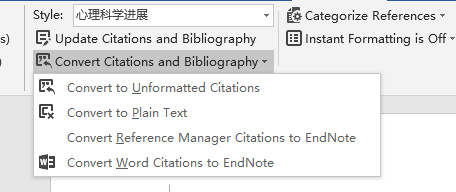 Style: 心理科学进展
Categorize References
s)
Update Citations and Bibliography
Instant Formatting is Off
)
Convert Citations and Bibliography
Convert to Unformatted Citations
Convert to Plain Text
Convert Reference Manager Citations to EndNote
Convert Word Citations to EndNote